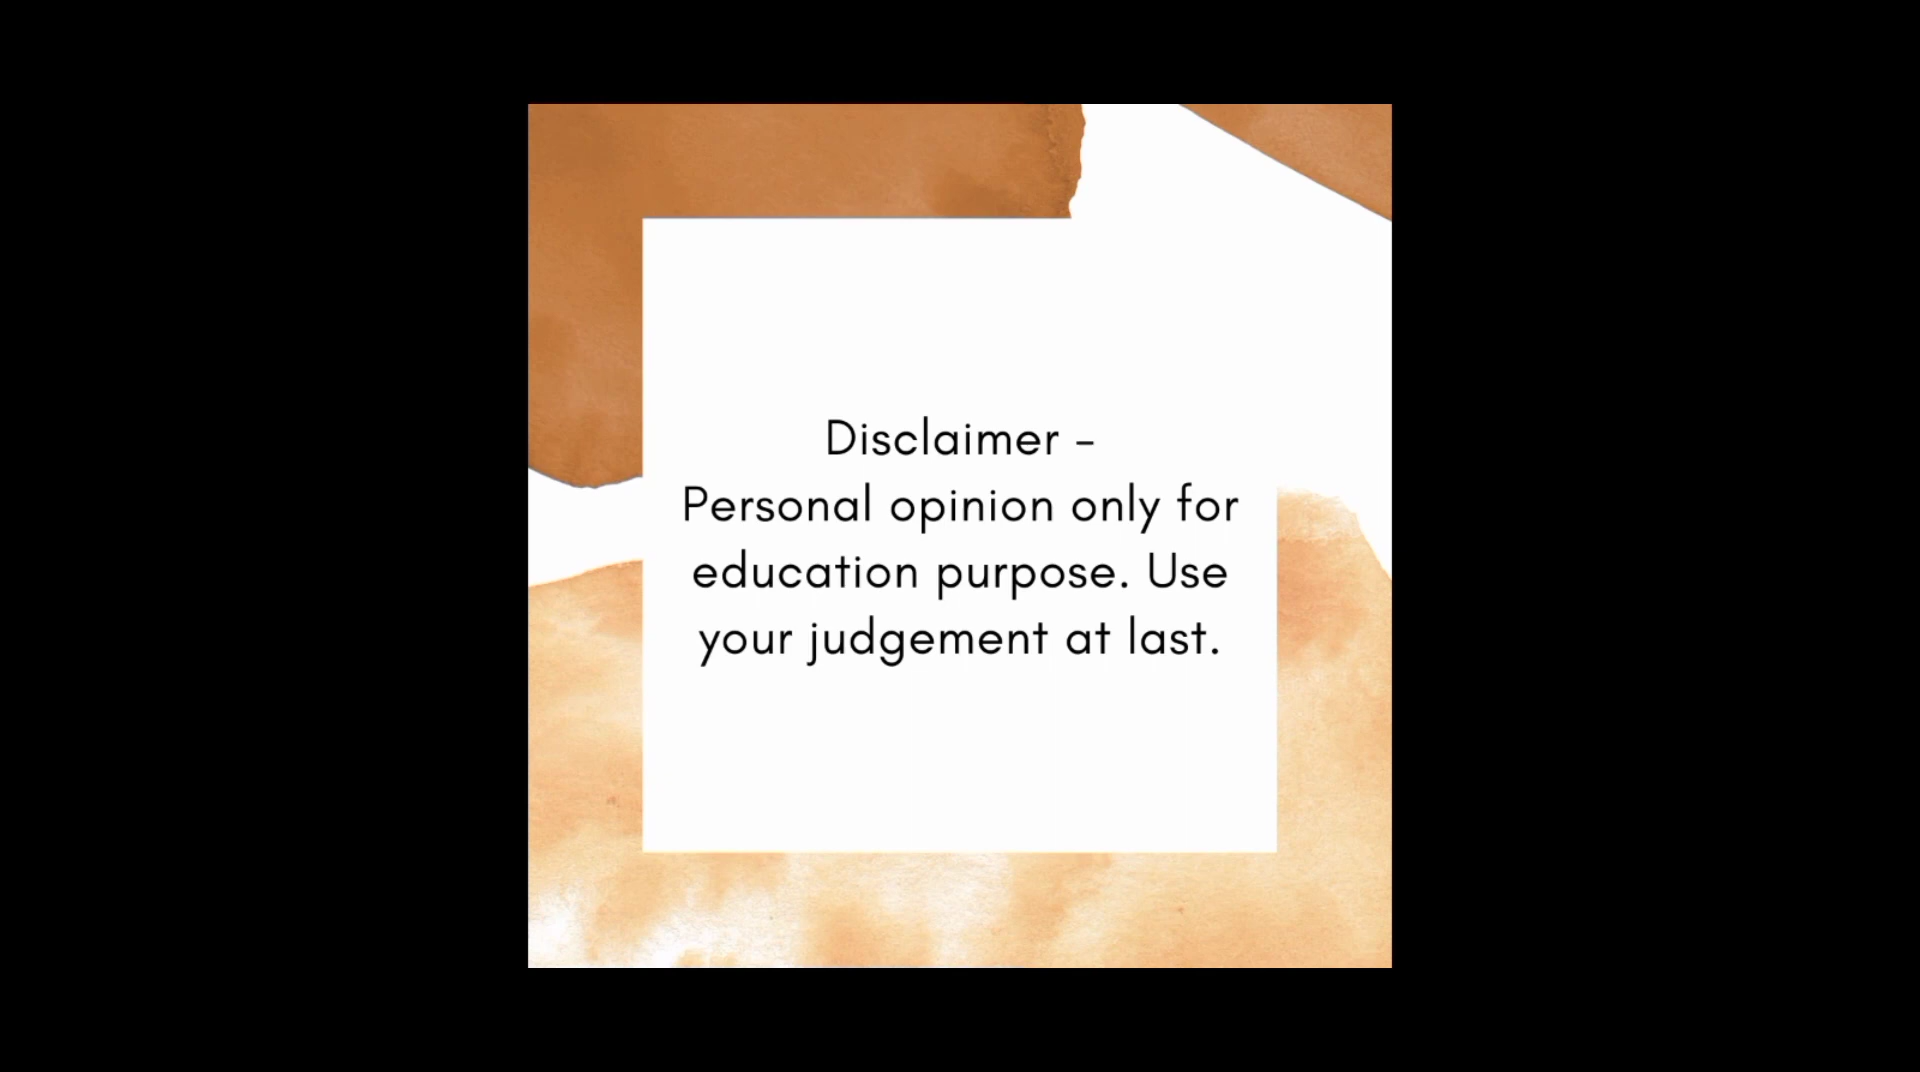 Disclaimer -
Personal opinion only for
education purpose. Use
your judgement at last.